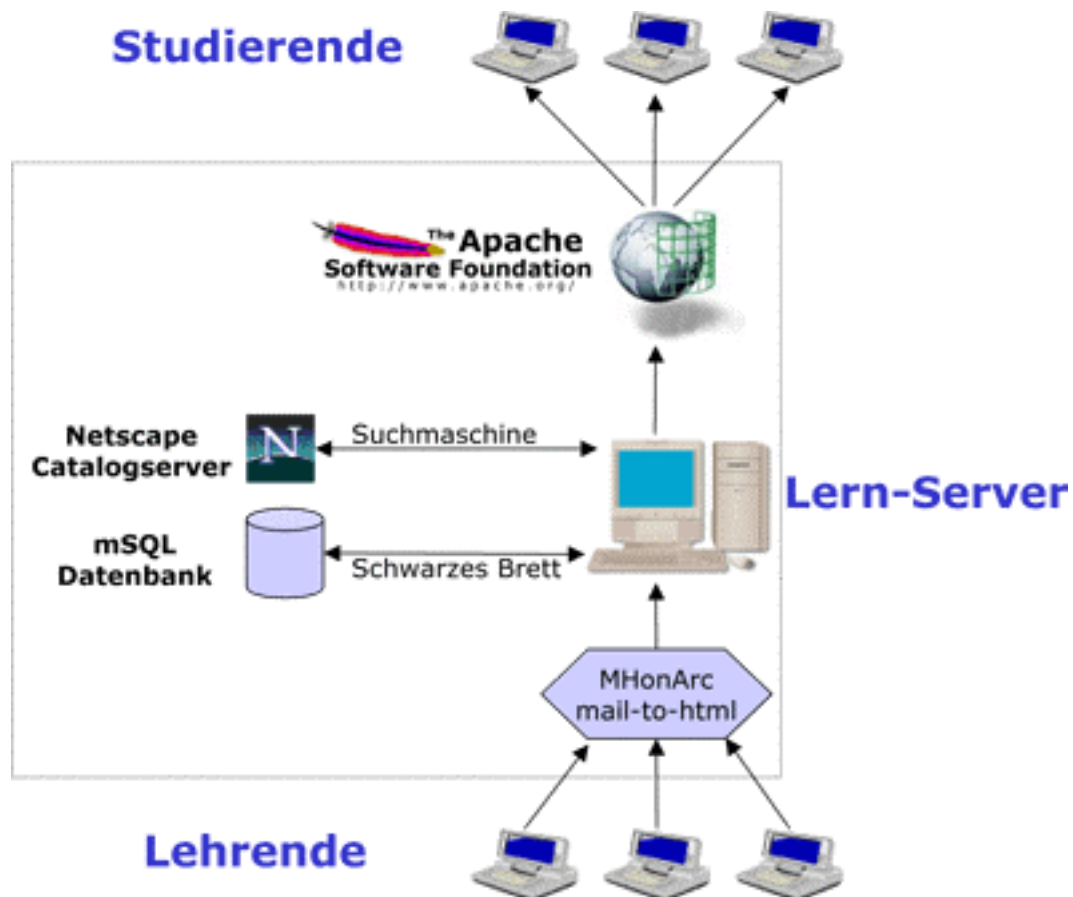 Studierende
The Apache
Software Foundation
http://www.apache.org/
Netscape
Catalogserver
N
Suchmaschine
Lern-Server
mSQL
Datenbank
Schwarzes Brett
MHonArc
mail-to-html
Lehrende